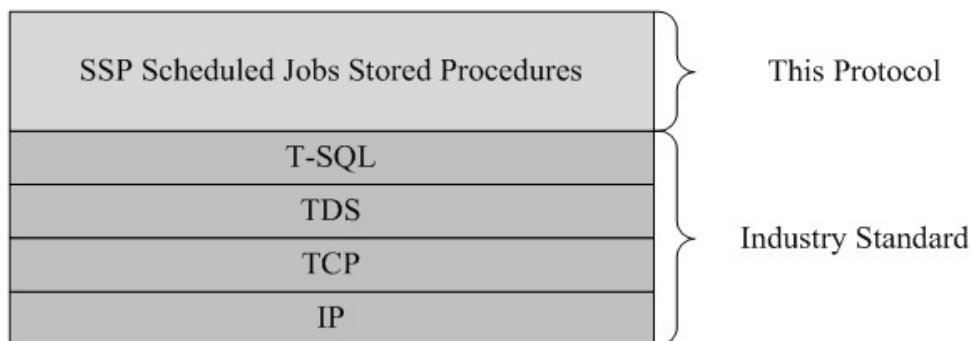 SSP Scheduled Jobs Stored Procedures
This Protocol
T-SQL
TDS
TCP
IP
Industry Standard